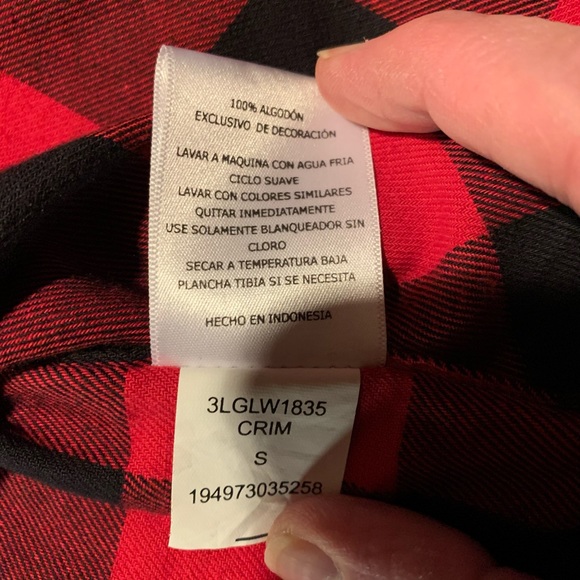 100% ALGODÓN
EXCLUSIVO DE DECORACIÓN
LAVAR A MAQUINA CON AGUA FRIA
CICLO SUAVE
LAVAR CON COLORES SIMILARES
QUITAR INMEDIATAMENTE
USE SOLAMENTE BLANQUEADOR SIN
CLORO
SECAR A TEMPERATURA BAJA
PLANCHA TIBIA SI SE NECESITA
HECHO EN INDONESIA
3LGLW1835
CRIM
S
194973035258